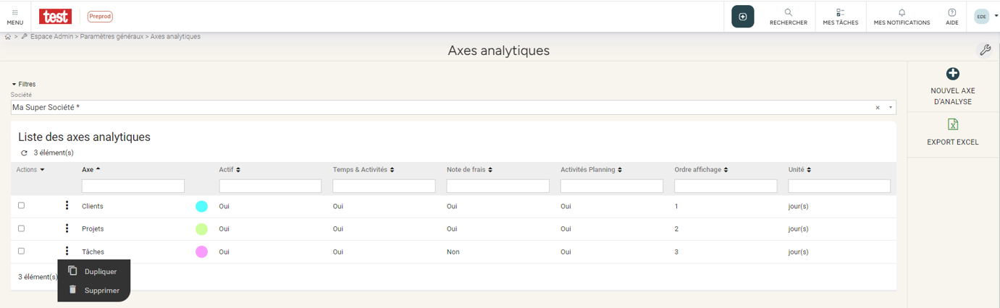 MENU
test
Preprod
RECHERCHER
MES TÂCHES
MES NOTIFICATIONS
AIDE
EDE
> Espace Admin > Paramètres généraux > Axes analytiques
Axes analytiques
Filtres
Société
Ma Super Société *
NOUVEL AXE
D'ANALYSE
EXPORT EXCEL
Liste des axes analytiques
3 élément(s)
Actions Axe Actif Temps & Activités Note de frais Activités Planning Ordre affichage Unité
Clients Oui Oui Oui Oui 1 jour(s)
Projets Oui Oui Oui Oui 2 jour(s)
Tâches Oui Oui Non Oui 3 jour(s)
3 élément(s)
Dupliquer
Supprimer